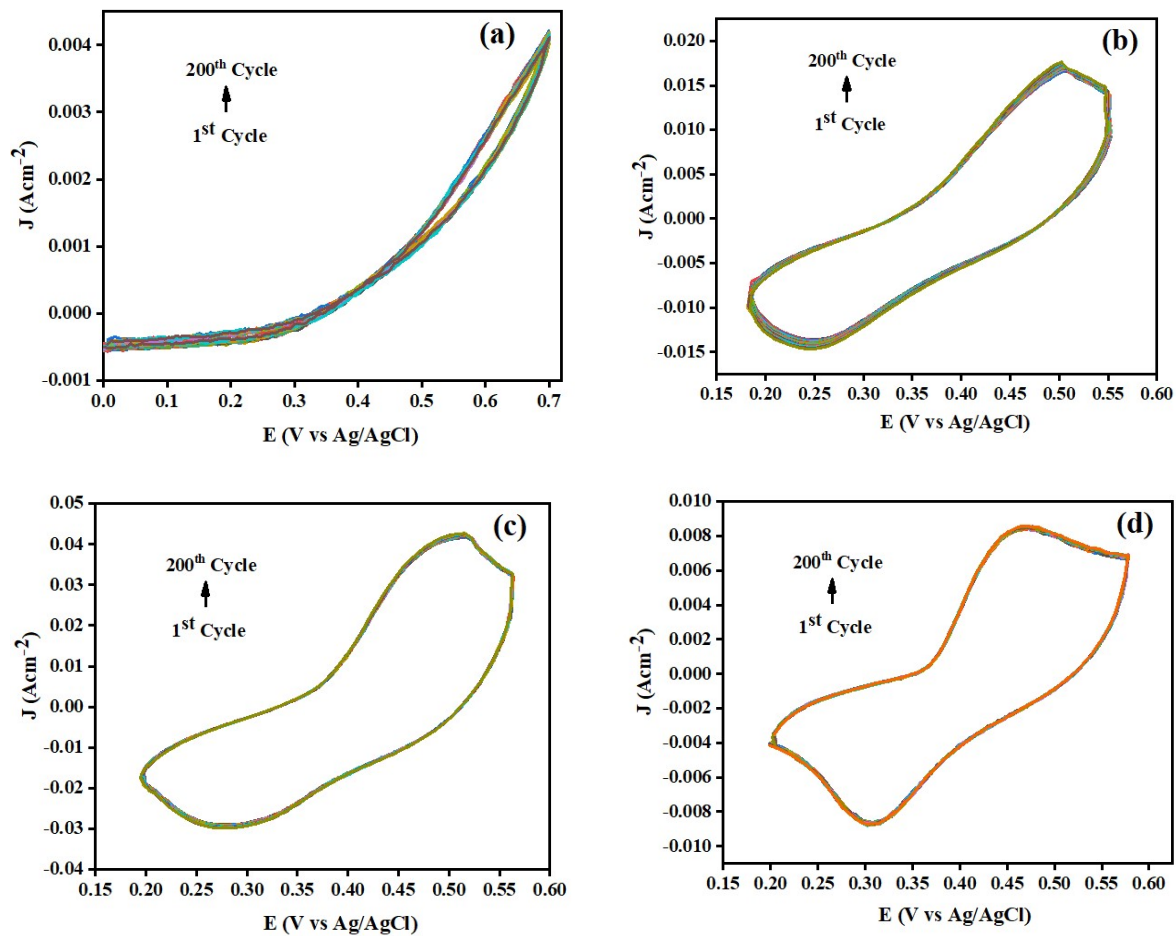 (a)
200th Cycle
1st Cycle
0.004
0.003
0.002
0.001
0.000
-0.001
J (Acm⁻²)
0.0 0.1 0.2 0.3 0.4 0.5 0.6 0.7
E (V vs Ag/AgCl)
(b)
200th Cycle
1st Cycle
0.020
0.015
0.010
0.005
0.000
-0.005
-0.010
-0.015
J (Acm⁻²)
0.15 0.20 0.25 0.30 0.35 0.40 0.45 0.50 0.55 0.60
E (V vs Ag/AgCl)
(c)
200th Cycle
1st Cycle
0.05
0.04
0.03
0.02
0.01
0.00
-0.01
-0.02
-0.03
-0.04
J (Acm⁻²)
0.15 0.20 0.25 0.30 0.35 0.40 0.45 0.50 0.55 0.60
E (V vs Ag/AgCl)
(d)
200th Cycle
1st Cycle
0.010
0.008
0.006
0.004
0.002
0.000
-0.002
-0.004
-0.006
-0.008
-0.010
J (Acm⁻²)
0.15 0.20 0.25 0.30 0.35 0.40 0.45 0.50 0.55 0.60
E (V vs Ag/AgCl)